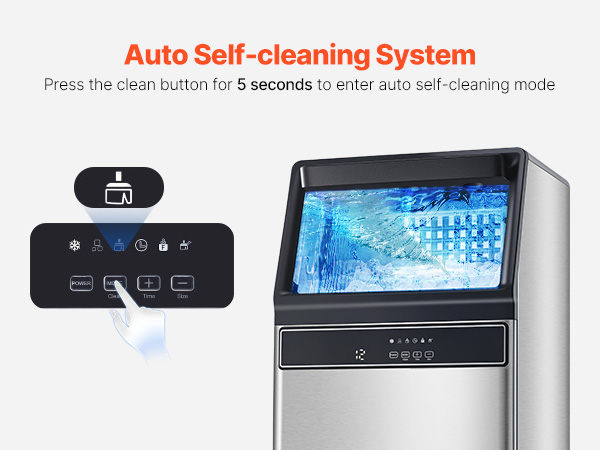 Auto Self-cleaning System
Press the clean button for 5 seconds to enter auto self-cleaning mode
F
POWER
Clean
Time
Size
12